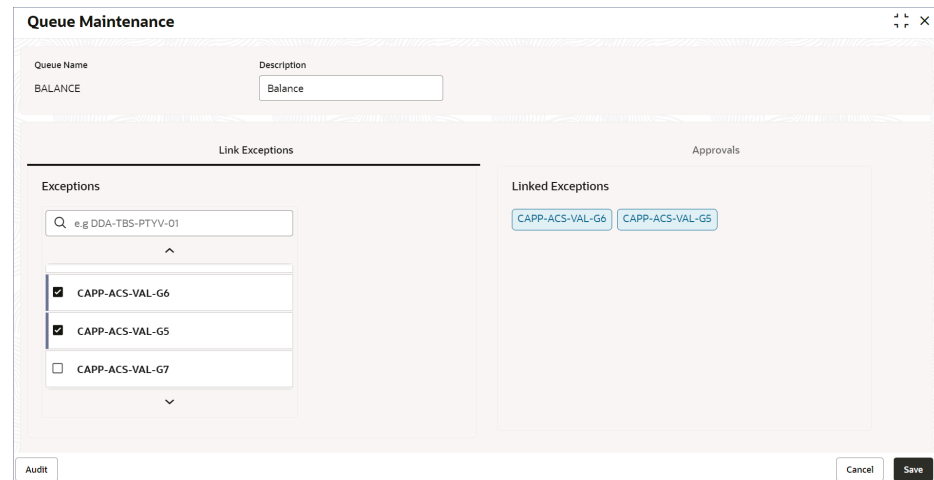 Queue Maintenance
Queue Name
Description
BALANCE
Balance
Link Exceptions
Approvals
Exceptions
Linked Exceptions
e.g DDA-TBS-PTYV-01
CAPP-ACS-VAL-G6
CAPP-ACS-VAL-G5
CAPP-ACS-VAL-G6
CAPP-ACS-VAL-G5
CAPP-ACS-VAL-G7
Audit
Cancel
Save